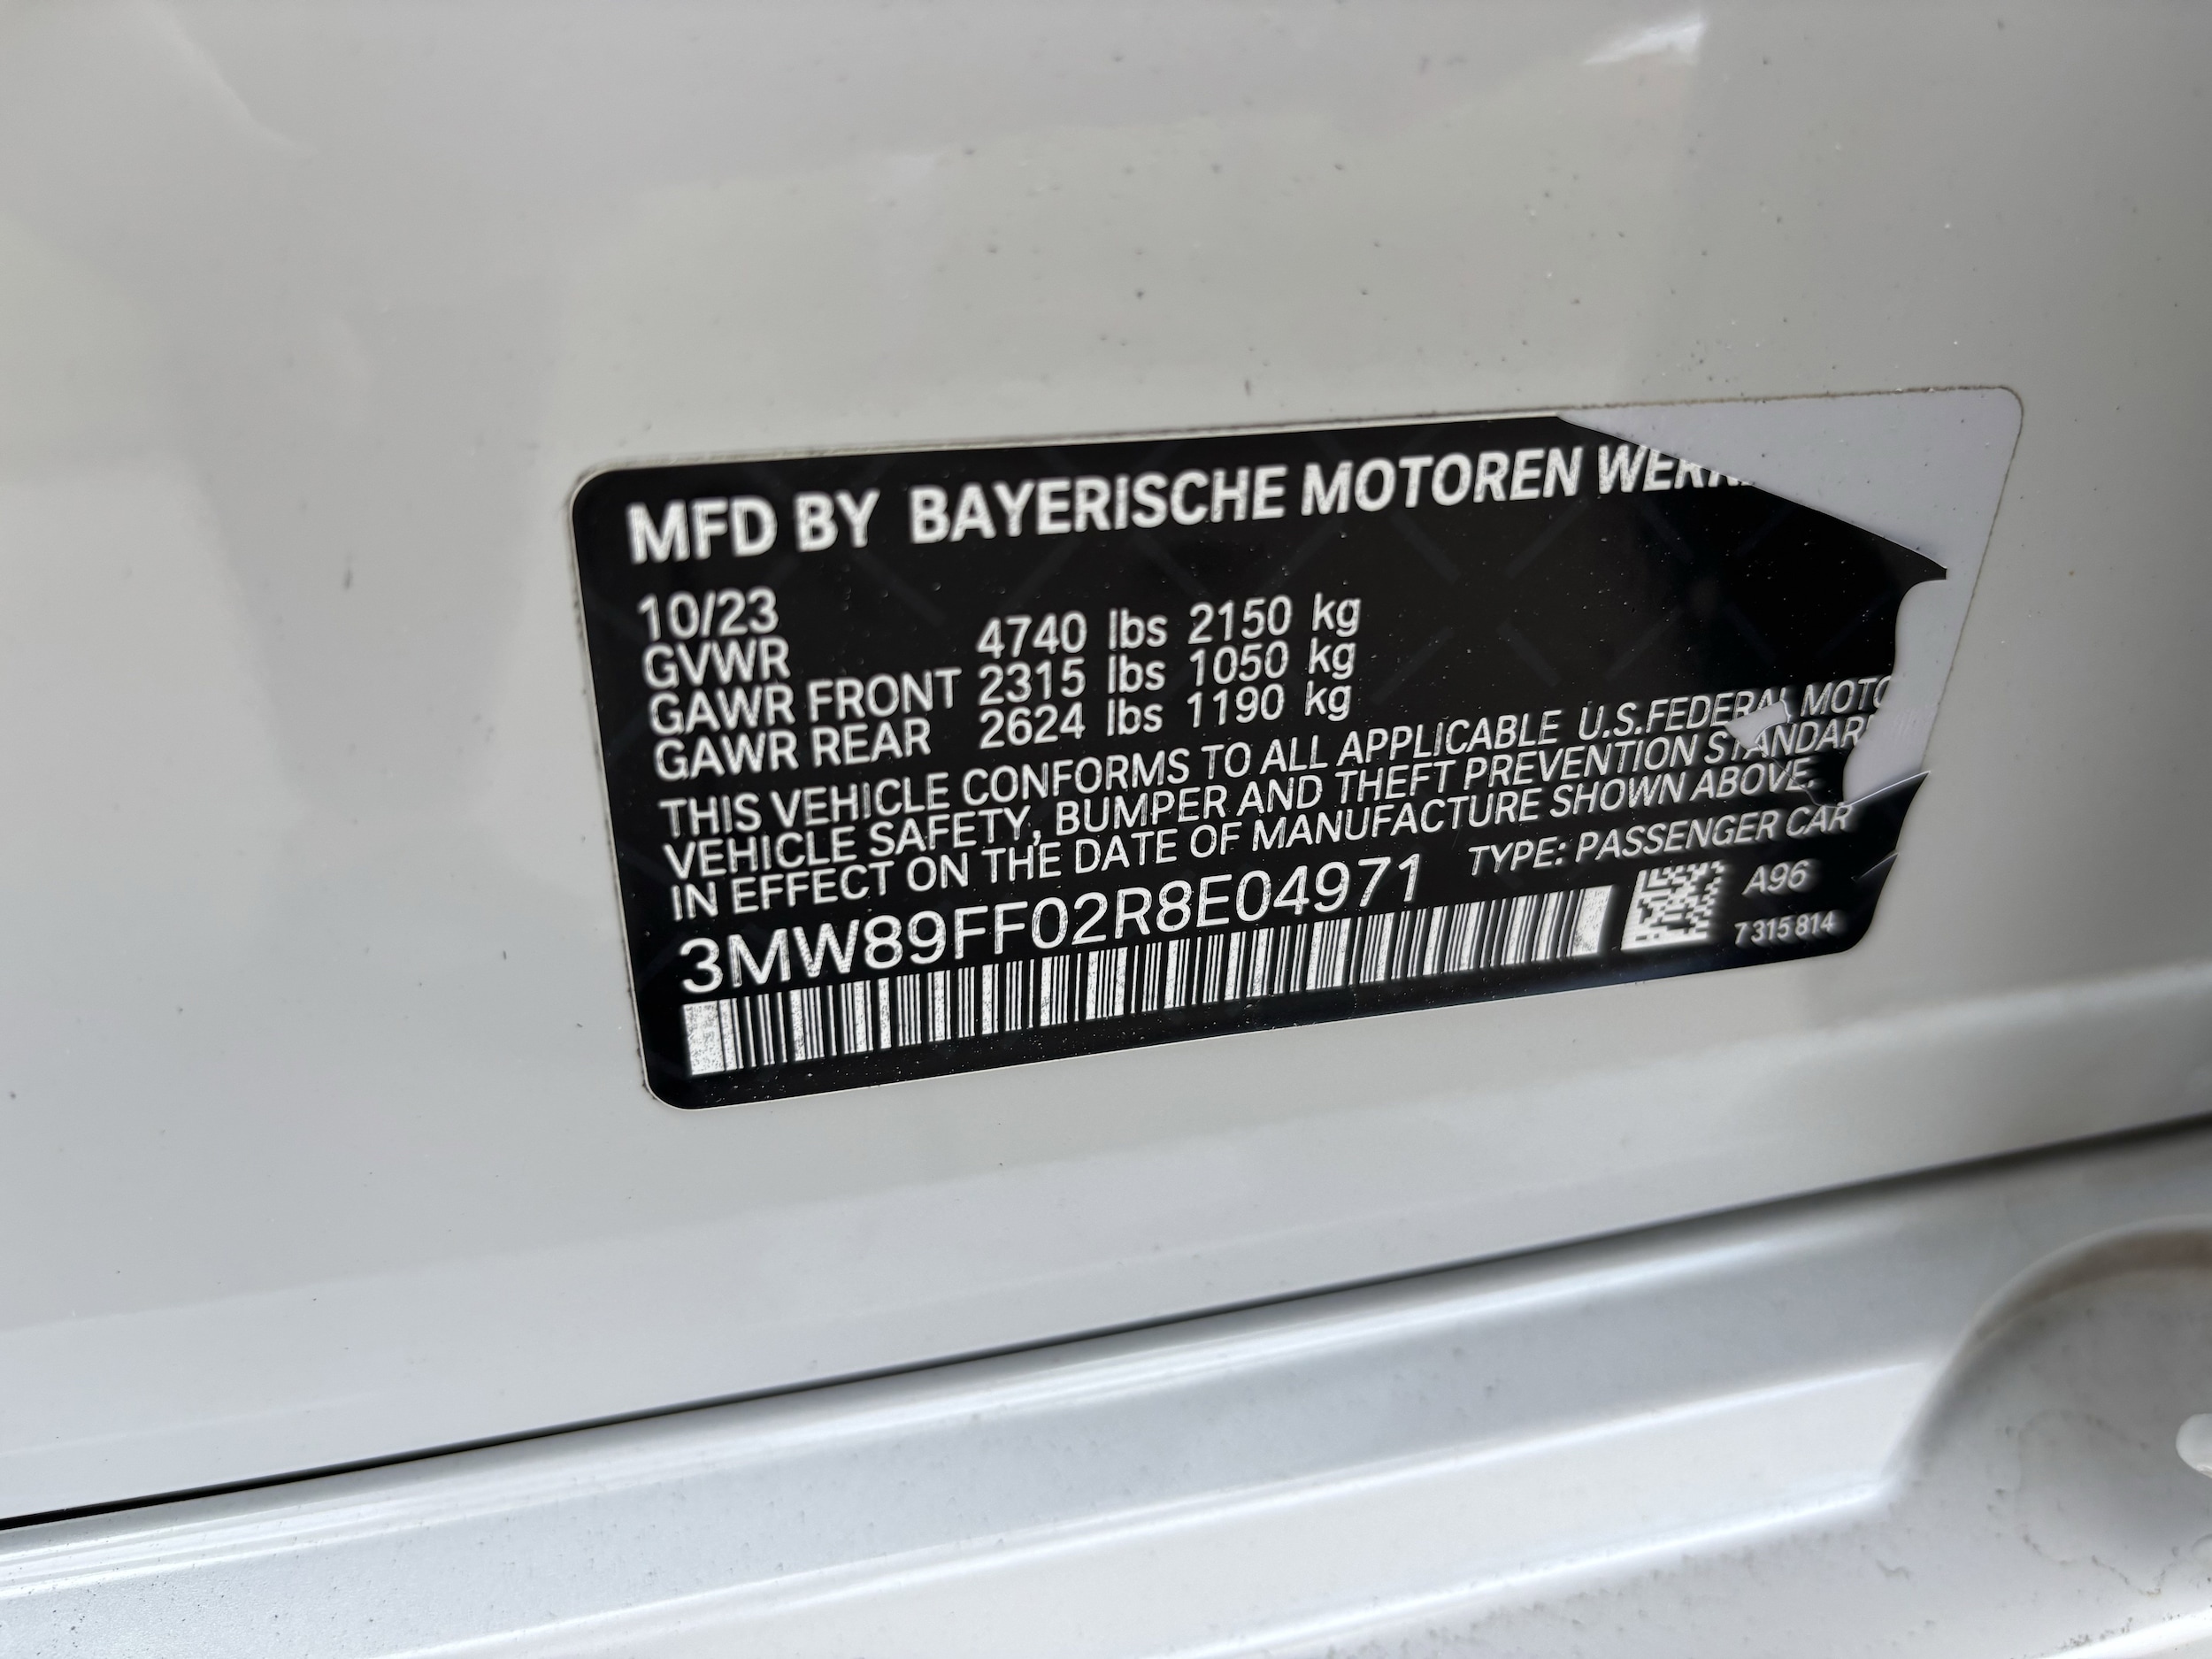 MFD BY BAYERISCHE MOTOREN
10/23
GVWR 4740 lbs 2150 kg
GAWR FRONT 2315 lbs 1050 kg
GAWR REAR 2624 lbs 1190 kg
THIS VEHICLE CONFORMS TO ALL APPLICABLE U.S.FEDERAL MOTO
VEHICLE SAFETY, BUMPER AND THEFT PREVENTION STANDAR
IN EFFECT ON THE DATE OF MANUFACTURE SHOWN ABOVE.
3MW89FF02R8E04971 TYPE: PASSENGER CAR
A96
7 315 814